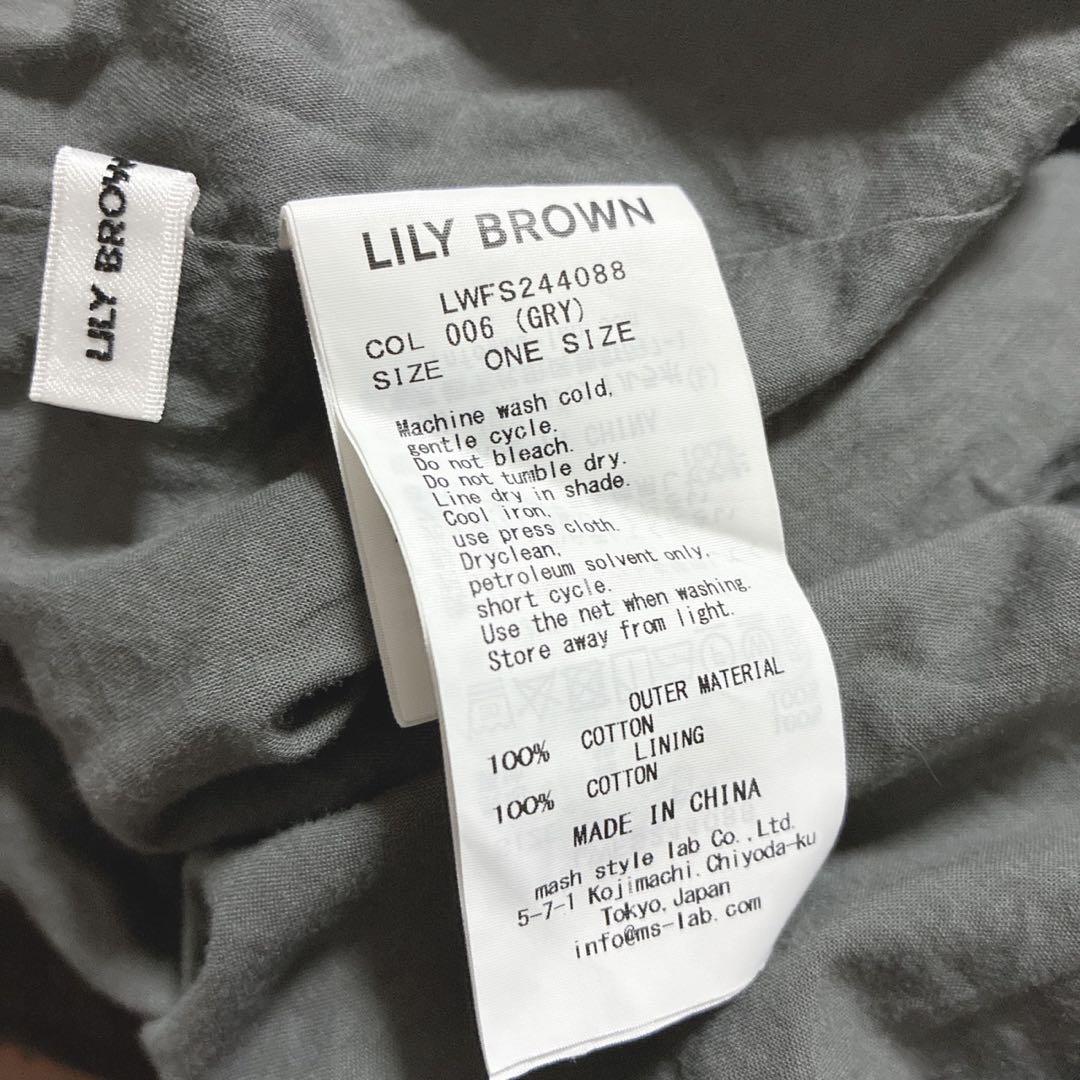 LILY BROWN
LILY BROWN
LWFS244088
COL 006 (GRY)
SIZE ONE SIZE
Machine wash cold,
gentle cycle.
Do not bleach.
Do not tumble dry.
Line dry in shade.
Cool iron,
use press cloth.
Dryclean,
petroleum solvent only,
short cycle.
Use the net when washing.
Store away from light.
OUTER MATERIAL
100% COTTON
LINING
100% COTTON
MADE IN CHINA
mash style lab Co.,Ltd.
5-7-1 Kojimachi, Chiyoda-ku
Tokyo, Japan
info@ms-lab.com